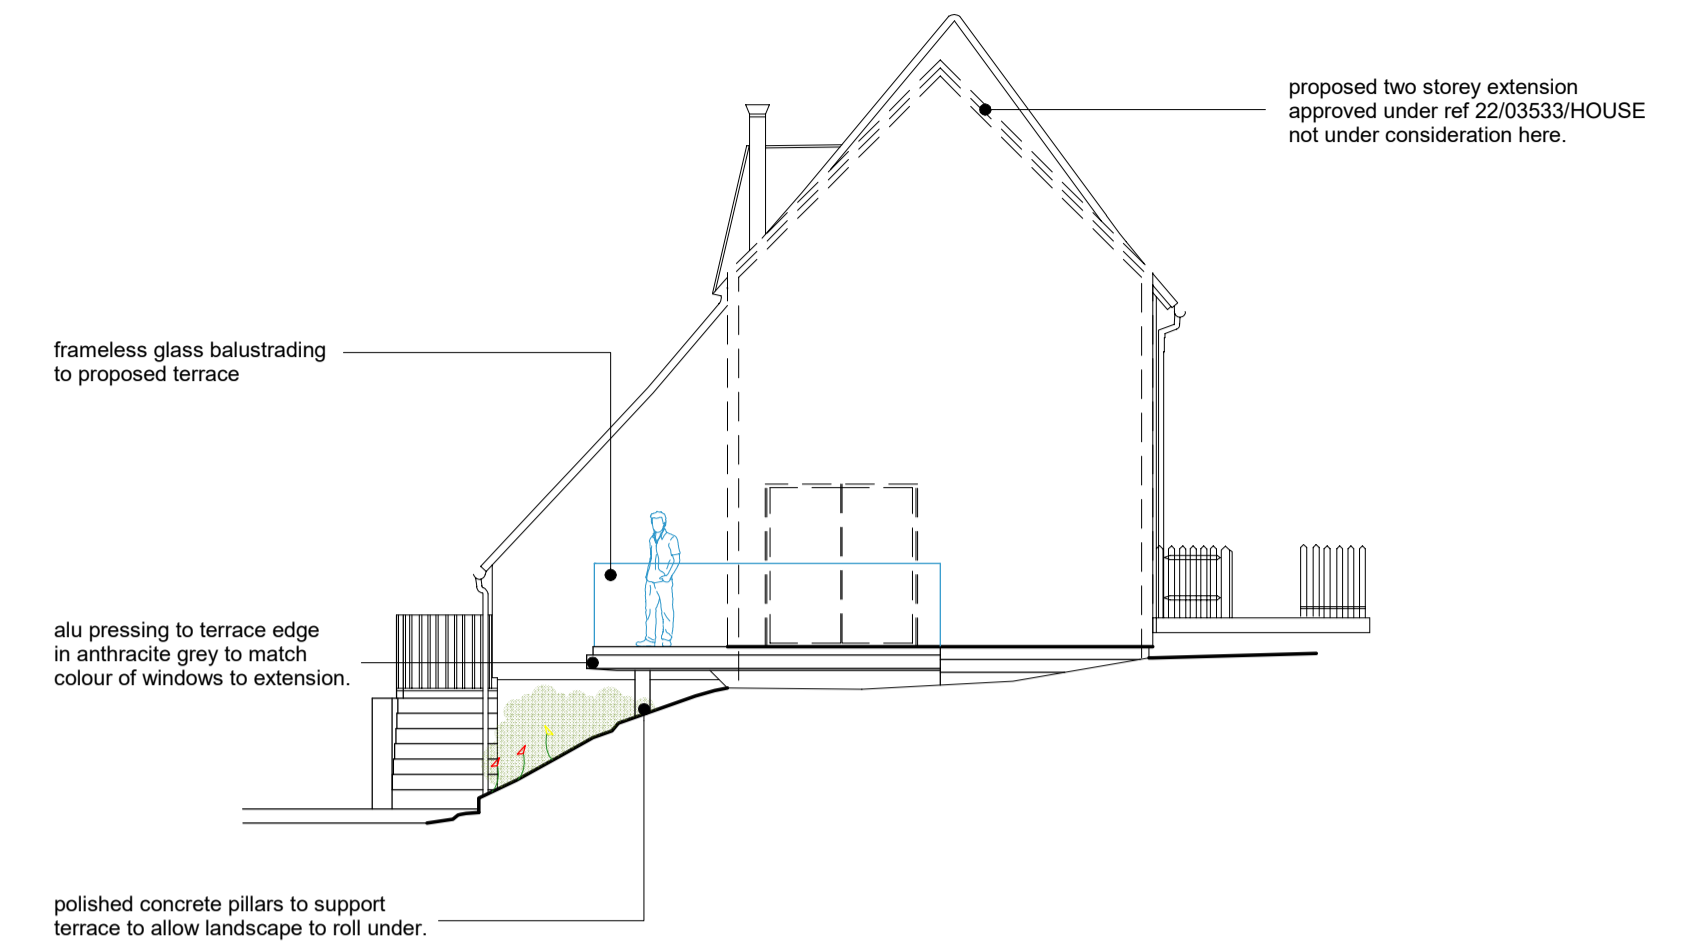 proposed two storey extension
approved under ref 22/03533/HOUSE
not under consideration here.
frameless glass balustrading
to proposed terrace
alu pressing to terrace edge
in anthracite grey to match
colour of windows to extension.
polished concrete pillars to support
terrace to allow landscape to roll under.